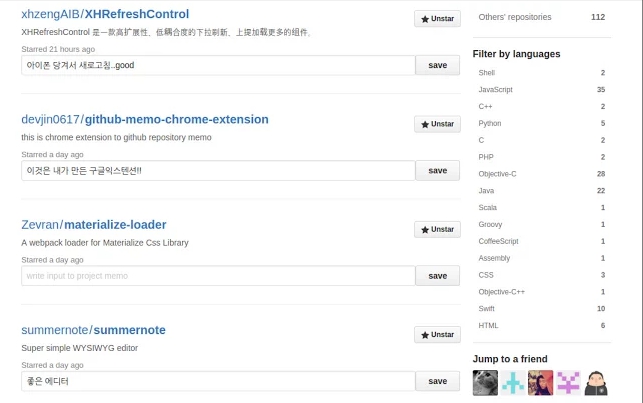 xhzengAIB/XHRefreshControl
Unstar
XHRefreshControl 是一款高扩展性、低耦合度的下拉刷新、上提加载更多的组件。
Starred 21 hours ago
아이폰 당겨서 새로고침..good
save
devjin0617/github-memo-chrome-extension
Unstar
this is chrome extension to github repository memo
Starred a day ago
이것은 내가 만든 구글익스텐션!!
save
Zevran/materialize-loader
Unstar
A webpack loader for Materialize Css Library
Starred a day ago
write input to project memo
save
summernote/summernote
Unstar
Super simple WYSIWYG editor
Starred a day ago
좋은 에디터
save
Others' repositories 112
Filter by languages
Shell 2
JavaScript 35
C++ 2
Python 5
C 2
PHP 2
Objective-C 28
Java 22
Scala 1
Groovy 1
CoffeeScript 1
Assembly 1
CSS 3
Objective-C++ 1
Swift 10
HTML 6
Jump to a friend